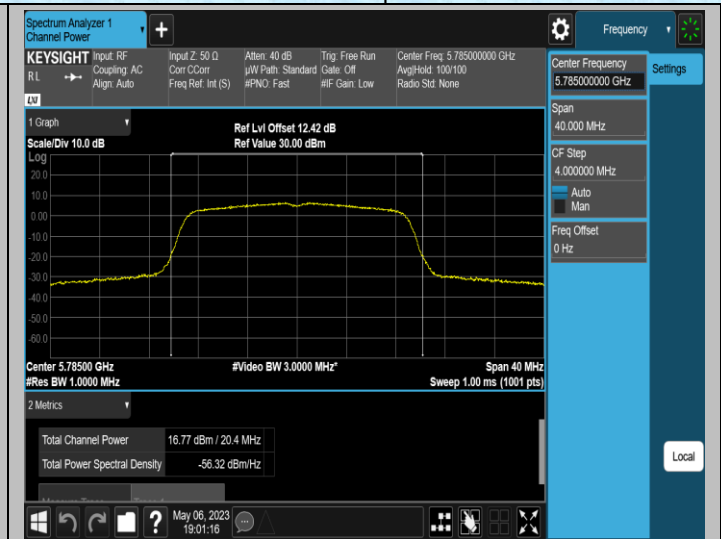 Spectrum Analyzer 1
Channel Power
+
Frequency
KEYSIGHT
R L
LXI
Input: RF
Coupling: AC
Align: Auto
Input Z: 50 Ω
Corr CCorr
Freq Ref: Int (S)
Atten: 40 dB
µW Path: Standard
#PNO: Fast
Trig: Free Run
Gate: Off
#IF Gain: Low
Center Freq: 5.785000000 GHz
Avg|Hold: 100/100
Radio Std: None
Center Frequency
5.785000000 GHz
Settings
Span
40.000 MHz
CF Step
4.000000 MHz
Auto
Man
Freq Offset
0 Hz
1 Graph
Scale/Div 10.0 dB
Ref Lvl Offset 12.42 dB
Ref Value 30.00 dBm
Log
20.0
10.0
0.00
-10.0
-20.0
-30.0
-40.0
-50.0
-60.0
Center 5.78500 GHz
#Res BW 1.0000 MHz
#Video BW 3.0000 MHz*
Span 40 MHz
Sweep 1.00 ms (1001 pts)
2 Metrics
Total Channel Power 16.77 dBm / 20.4 MHz
Total Power Spectral Density -56.32 dBm/Hz
Local
?
May 06, 2023
19:01:16